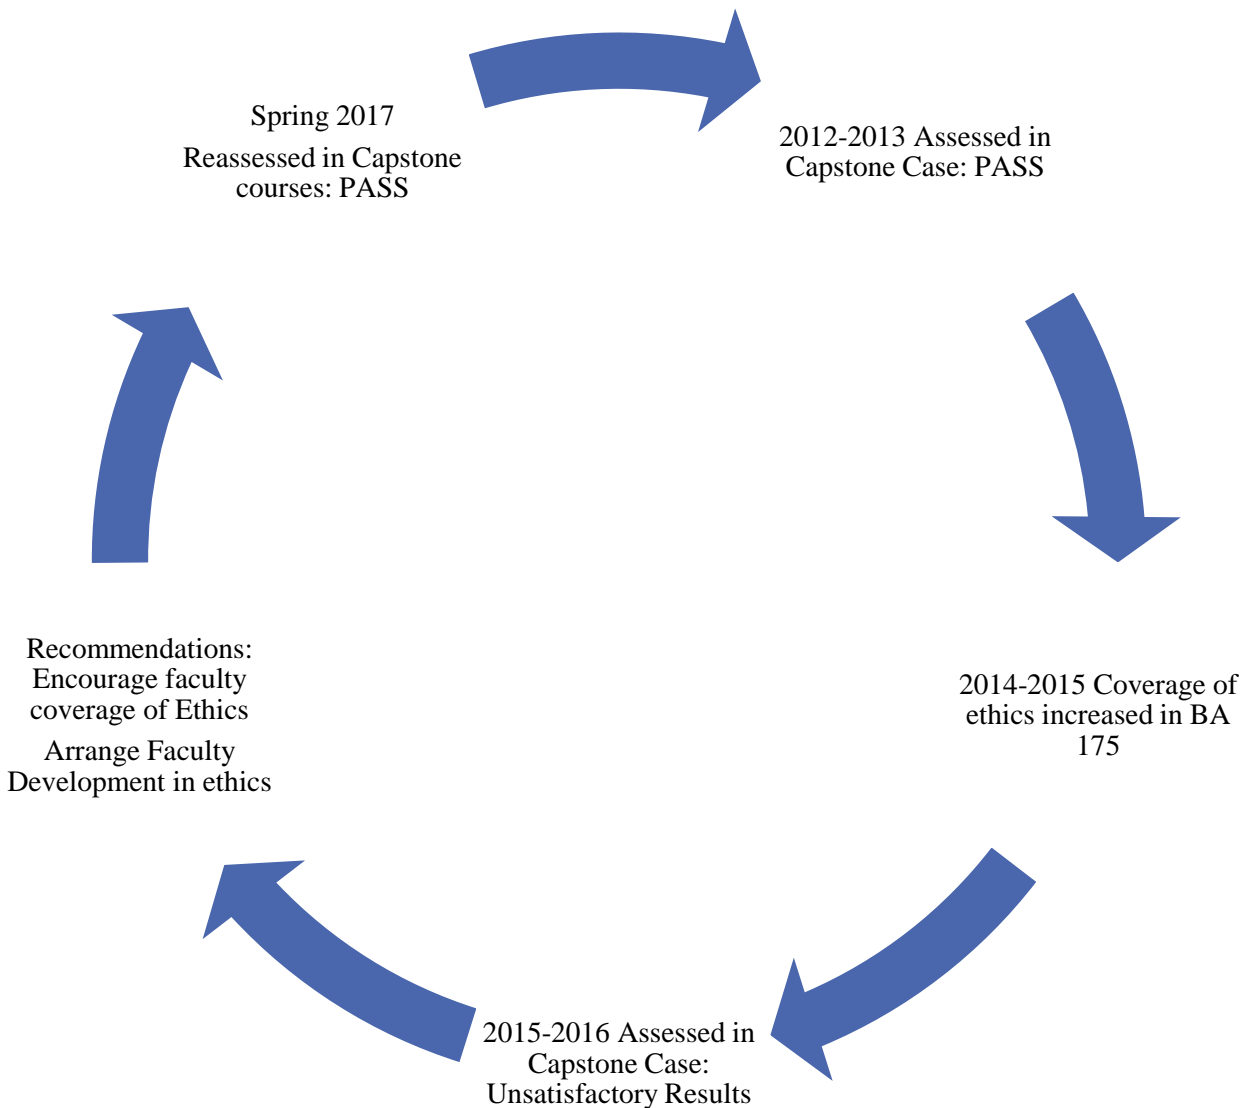 Spring 2017
Reassessed in Capstone
courses: PASS
2012-2013 Assessed in
Capstone Case: PASS
2014-2015 Coverage of
ethics increased in BA
175
2015-2016 Assessed in
Capstone Case:
Unsatisfactory Results
Recommendations:
Encourage faculty
coverage of Ethics
Arrange Faculty
Development in ethics